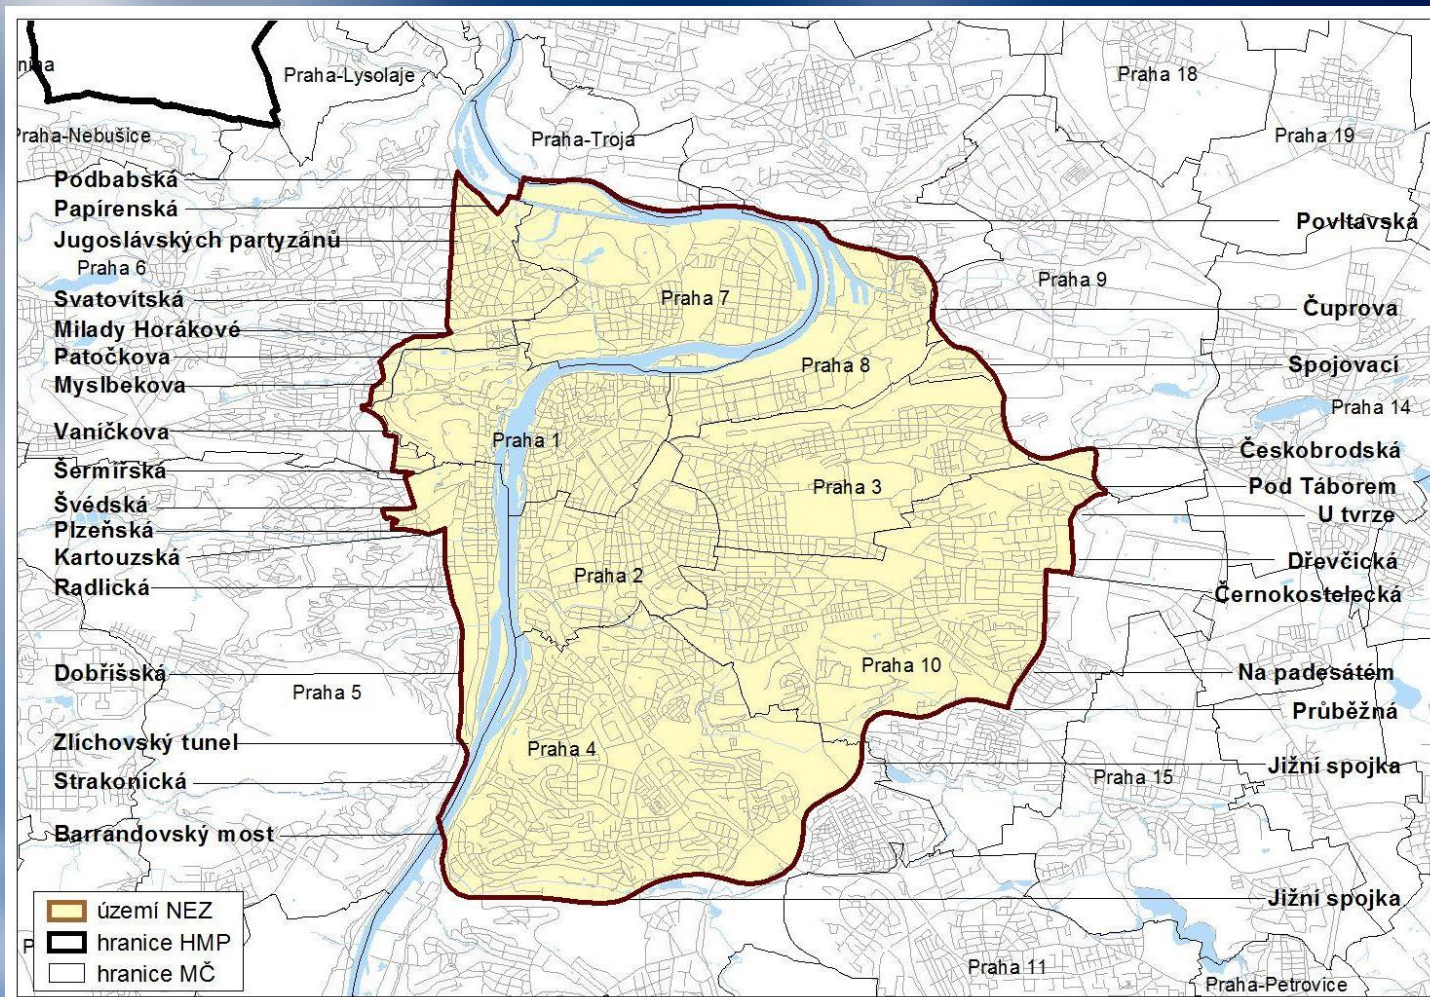 Praha-Lysolaje
Praha 18
Praha-Nebušice
Praha-Troja
Praha 19
Podbabská
Papírenská
Jugoslávských partyzánů
Praha 6
Svatovítská
Milady Horákové
Patočkova
Myslbekova
Vaníčkova
Šermířská
Švédská
Plzeňská
Kartouzská
Radlická
Dobříšská
Zlíchovský tunel
Strakonická
Barrandovský most
Praha 7
Praha 8
Praha 1
Praha 3
Praha 2
Praha 10
Praha 5
Praha 4
Praha 9
Praha 14
Praha 15
Praha 11
Praha-Petrovice
Povltavská
Čuprova
Spojovací
Českobrodská
Pod Táborem
U tvrze
Dřevčická
Černokostelecká
Na padesátém
Průběžná
Jižní spojka
Jižní spojka
území NEZ
hranice HMP
hranice MČ